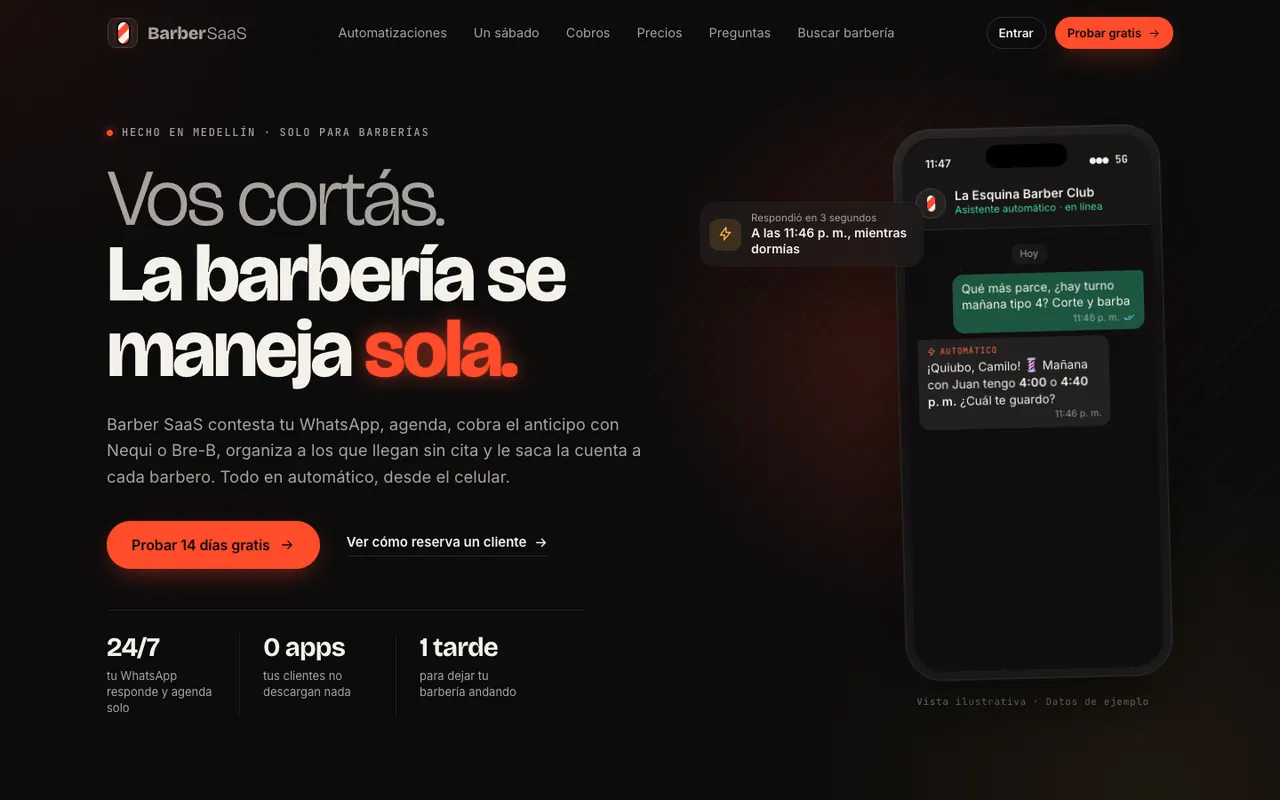 BarberSaaS
Automatizaciones
Un sábado
Cobros
Precios
Preguntas
Buscar barbería
Entrar
Probar gratis →
HECHO EN MEDELLÍN · SOLO PARA BARBERÍAS
Vos cortás.
La barbería se
maneja sola.
Barber SaaS contesta tu WhatsApp, agenda, cobra el anticipo con
Nequi o Bre-B, organiza a los que llegan sin cita y le saca la cuenta a
cada barbero. Todo en automático, desde el celular.
Probar 14 días gratis →
Ver cómo reserva un cliente →
24/7
tu WhatsApp
responde y agenda
solo
0 apps
tus clientes no
descargan nada
1 tarde
para dejar tu
barbería andando
Respondió en 3 segundos
A las 11:46 p. m., mientras
dormías
11:47
5G
La Esquina Barber Club
Asistente automático · en línea
Hoy
Qué más parce, ¿hay turno
mañana tipo 4? Corte y barba
11:46 p. m.
AUTOMÁTICO
¡Quiubo, Camilo! 💈 Mañana
con Juan tengo 4:00 o 4:40
p. m. ¿Cuál te guardo?
11:46 p. m.
Vista ilustrativa · Datos de ejemplo